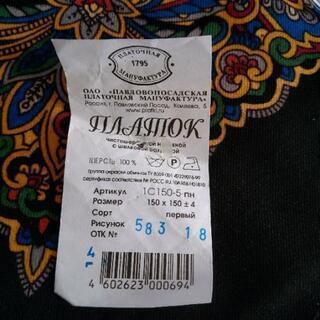 ПЛАТОЧНАЯ
1795
МАНУФАКТУРА
ОАО «ПАВЛОВОПОСАДСКАЯ
ПЛАТОЧНАЯ МАНУФАКТУРА»
Россия, г. Павловский Посад, Каляева, 5
ПЛАТОК
с шелковой
ШЕРСТЬ 100 %
Артикул 1С150-5 пн
Размер 150 х 150 ± 4
Сорт первый
Рисунок 583 18
ОТК №
4 602623 000694